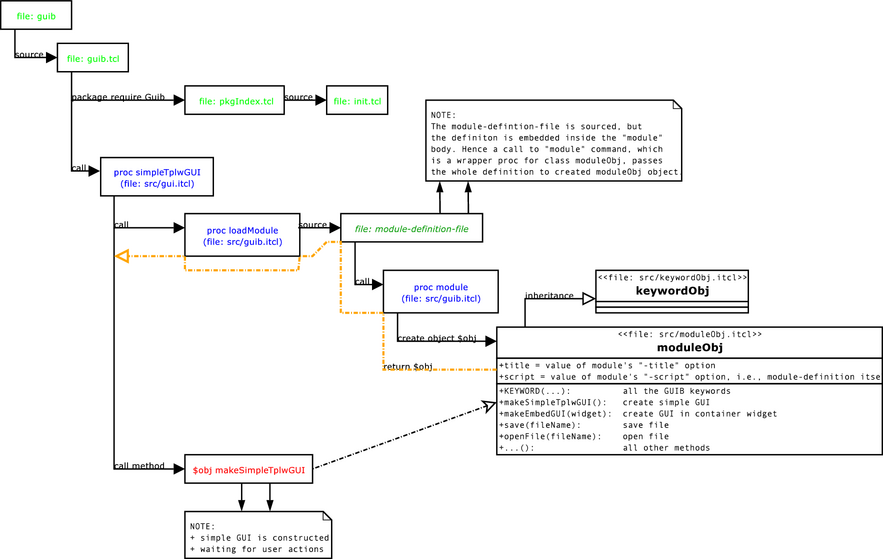 file: guib
source
file: guib.tcl
package require Guib
file: pkgIndex.tcl
source
file: init.tcl
NOTE:
The module-defintion-file is sourced, but
the definiton is embedded inside the "module"
body. Hence a call to "module" command, which
is a wrapper proc for class moduleObj, passes
the whole definition to created moduleObj object.
call
proc simpleTplwGUI
(file: src/gui.itcl)
call
proc loadModule
(file: src/guib.itcl)
source
file: module-definition-file
call
proc module
(file: src/guib.itcl)
<<file: src/keywordObj.itcl>>
keywordObj
inheritance
create object $obj
<<file: src/moduleObj.itcl>>
moduleObj
return $obj
+title = value of module's "-title" option
+script = value of module's "-script" option, i.e., module-definition itse
+KEYWORD(...): all the GUIB keywords
+makeSimpleTplwGUI(): create simple GUI
+makeEmbedGUI(widget): create GUI in container widget
+save(fileName): save file
+openFile(fileName): open file
+...(): all other methods
call method
$obj makeSimpleTplwGUI
NOTE:
+ simple GUI is constructed
+ waiting for user actions